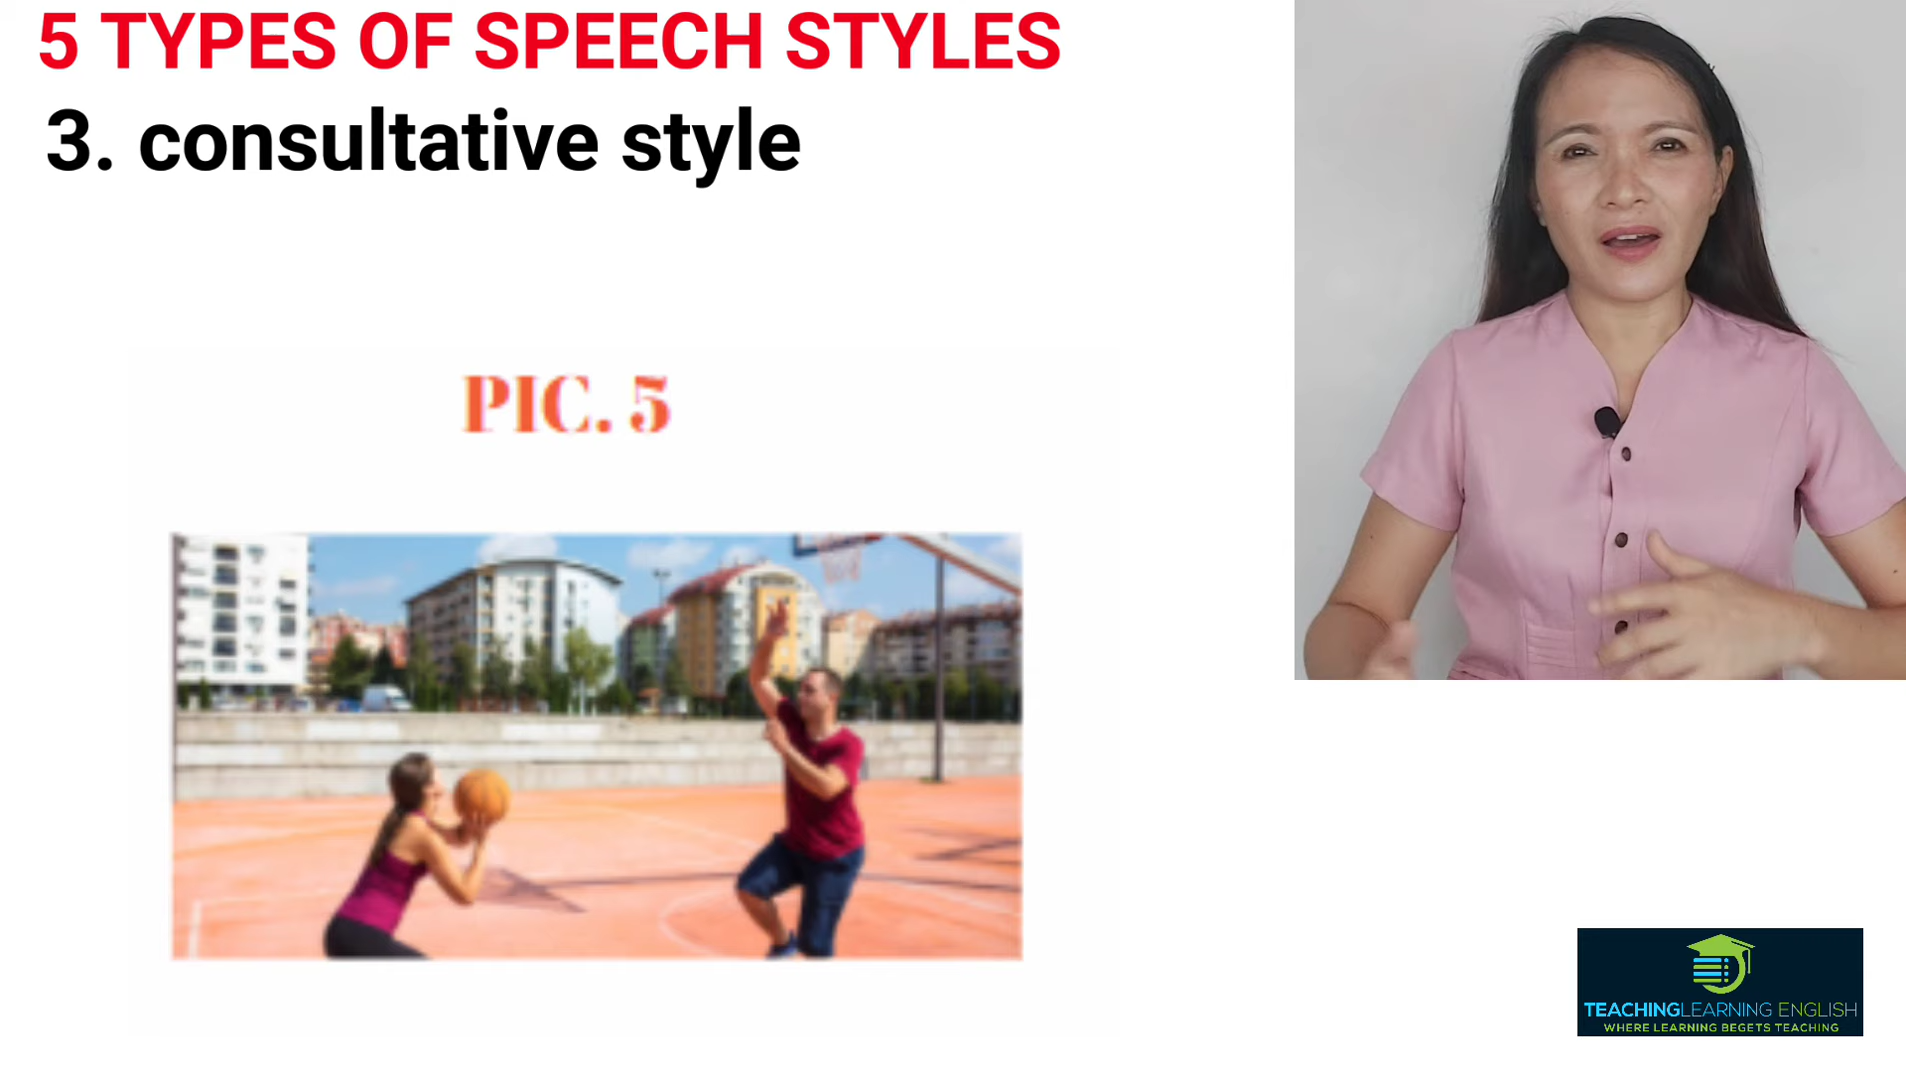 5 TYPES OF SPEECH STYLES
3. consultative style
PIC. 5
TEACHINGLEARNING ENGLISH
WHERE LEARNING BEGETS TEACHING